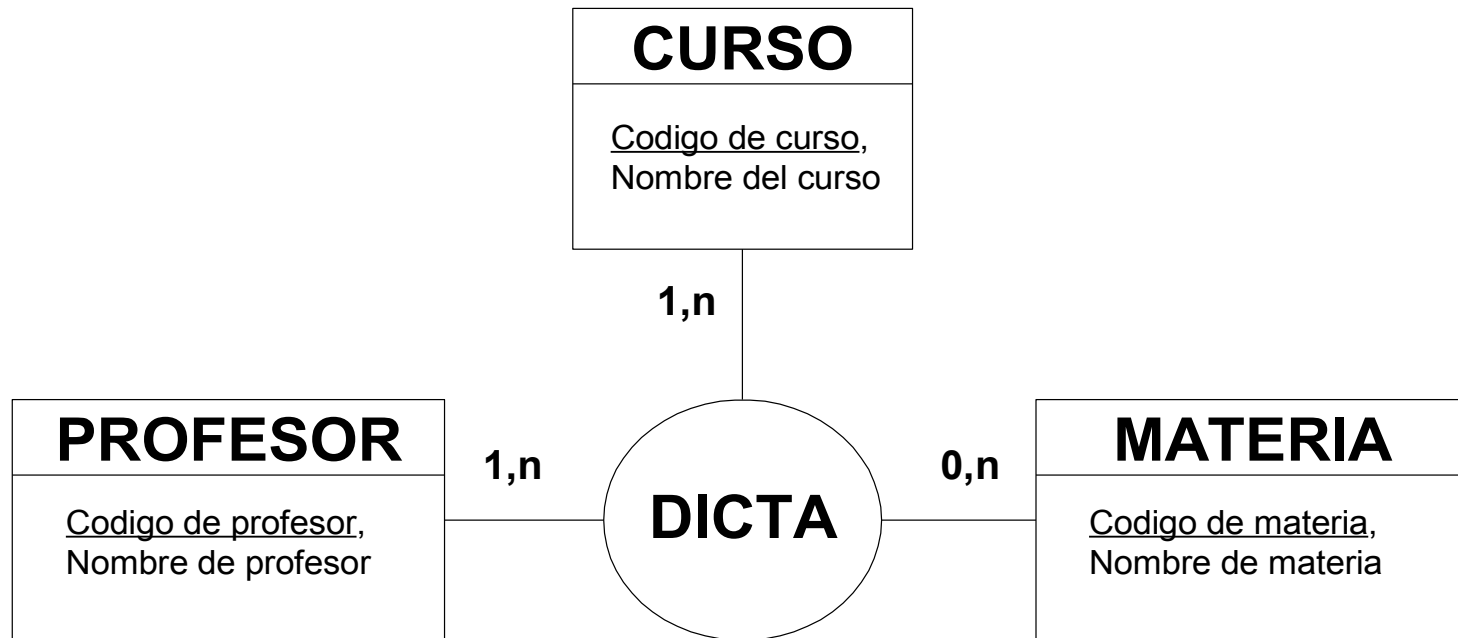 CURSO
Codigo de curso,
Nombre del curso
1,n
PROFESOR
Codigo de profesor,
Nombre de profesor
1,n
DICTA
0,n
MATERIA
Codigo de materia,
Nombre de materia